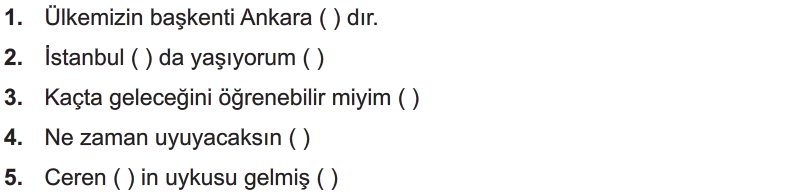 1. Ülkemizin başkenti Ankara ( ) dır.
2. İstanbul ( ) da yaşıyorum ( )
3. Kaçta geleceğini öğrenebilir miyim ( )
4. Ne zaman uyuyacaksın ( )
5. Ceren ( ) in uykusu gelmiş ( )